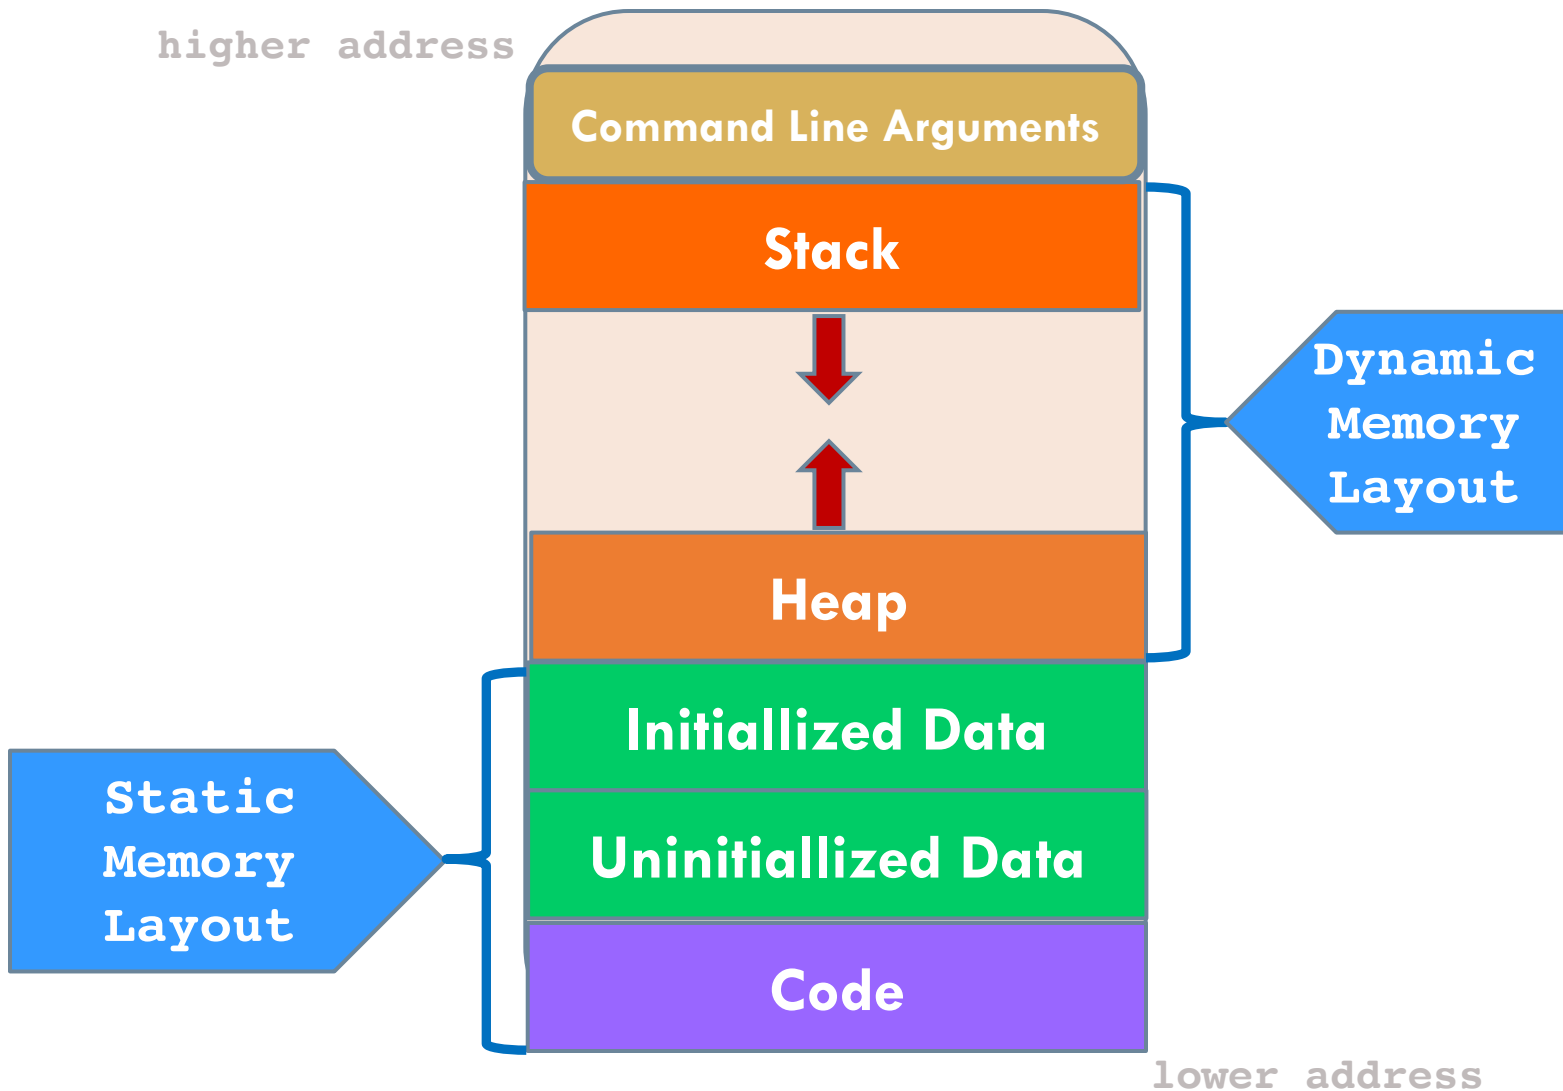 higher address
Command Line Arguments
Stack
Dynamic
Memory
Layout
Heap
Initiallized Data
Static
Memory
Layout
Uninitiallized Data
Code
lower address